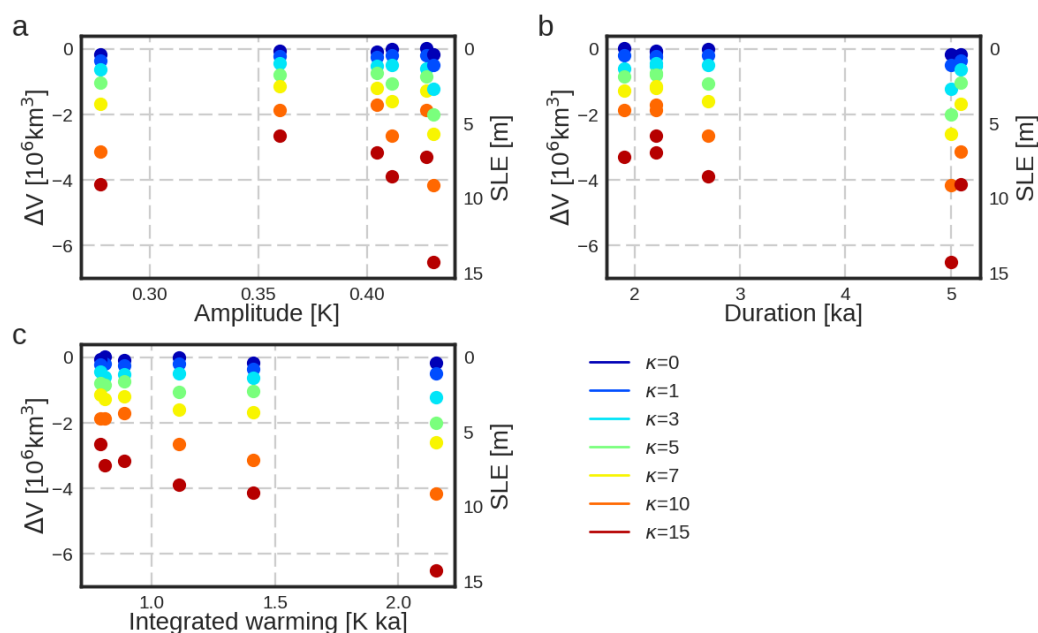 a
0
−2
−4
−6
ΔV [10⁶km³]
0
5
10
15
SLE [m]
0.30
0.35
0.40
Amplitude [K]
b
0
−2
−4
−6
ΔV [10⁶km³]
0
5
10
15
SLE [m]
2
3
4
5
Duration [ka]
c
0
−2
−4
−6
ΔV [10⁶km³]
0
5
10
15
SLE [m]
1.0
1.5
2.0
Integrated warming [K ka]
κ=0
κ=1
κ=3
κ=5
κ=7
κ=10
κ=15